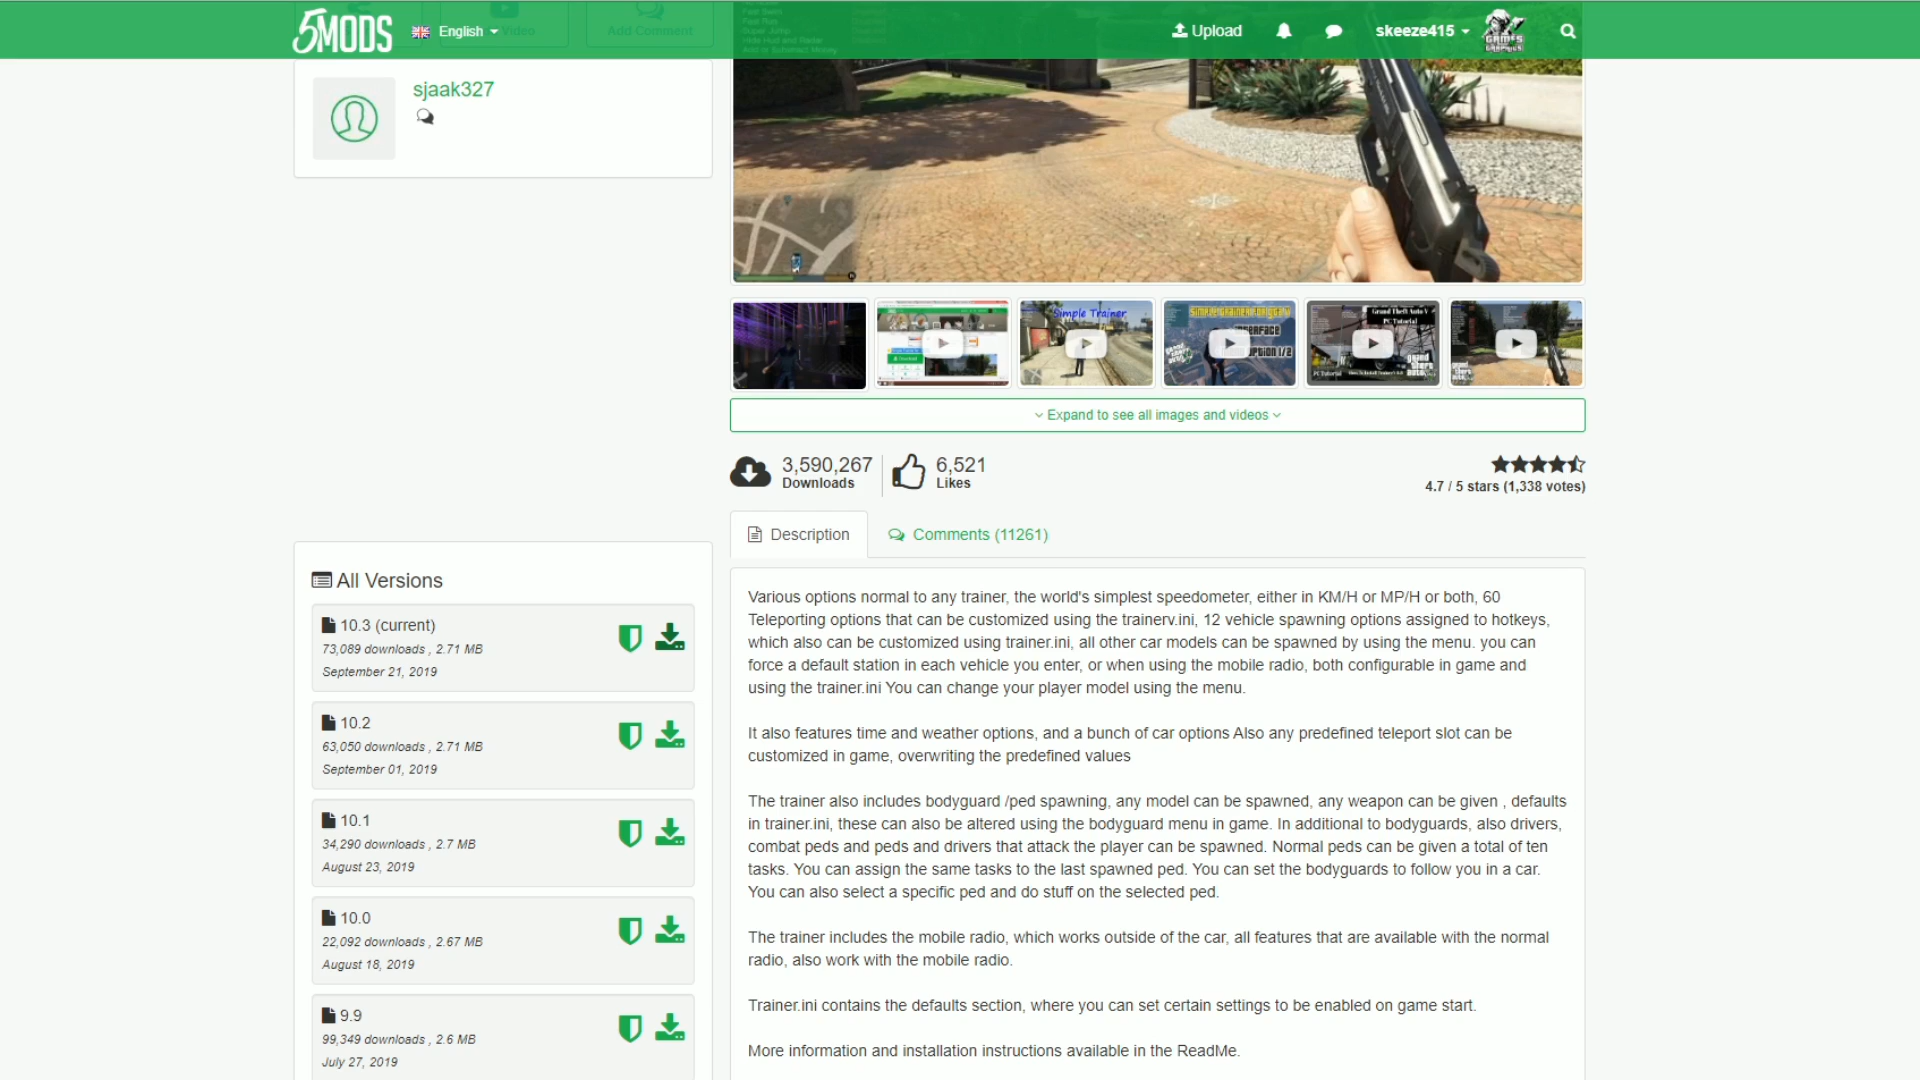 5MODS
English
Upload
skeeze415
Video
Add Comment
sjaak327
Simple Trainer
Grand Theft Auto V
PC Tutorial
Expand to see all images and videos
3,590,267
Downloads
6,521
Likes
4.7 / 5 stars (1,338 votes)
Description
Comments (11261)
All Versions
10.3 (current)
73,089 downloads , 2.71 MB
September 21, 2019
10.2
63,050 downloads , 2.71 MB
September 01, 2019
10.1
34,290 downloads , 2.7 MB
August 23, 2019
10.0
22,092 downloads , 2.67 MB
August 18, 2019
9.9
99,349 downloads , 2.6 MB
July 27, 2019
Various options normal to any trainer, the world's simplest speedometer, either in KM/H or MP/H or both, 60
Teleporting options that can be customized using the trainerv.ini, 12 vehicle spawning options assigned to hotkeys,
which also can be customized using trainer.ini, all other car models can be spawned by using the menu. you can
force a default station in each vehicle you enter, or when using the mobile radio, both configurable in game and
using the trainer.ini You can change your player model using the menu.
It also features time and weather options, and a bunch of car options Also any predefined teleport slot can be
customized in game, overwriting the predefined values
The trainer also includes bodyguard /ped spawning, any model can be spawned, any weapon can be given , defaults
in trainer.ini, these can also be altered using the bodyguard menu in game. In additional to bodyguards, also drivers,
combat peds and peds and drivers that attack the player can be spawned. Normal peds can be given a total of ten
tasks. You can assign the same tasks to the last spawned ped. You can set the bodyguards to follow you in a car.
You can also select a specific ped and do stuff on the selected ped.
The trainer includes the mobile radio, which works outside of the car, all features that are available with the normal
radio, also work with the mobile radio.
Trainer.ini contains the defaults section, where you can set certain settings to be enabled on game start.
More information and installation instructions available in the ReadMe.